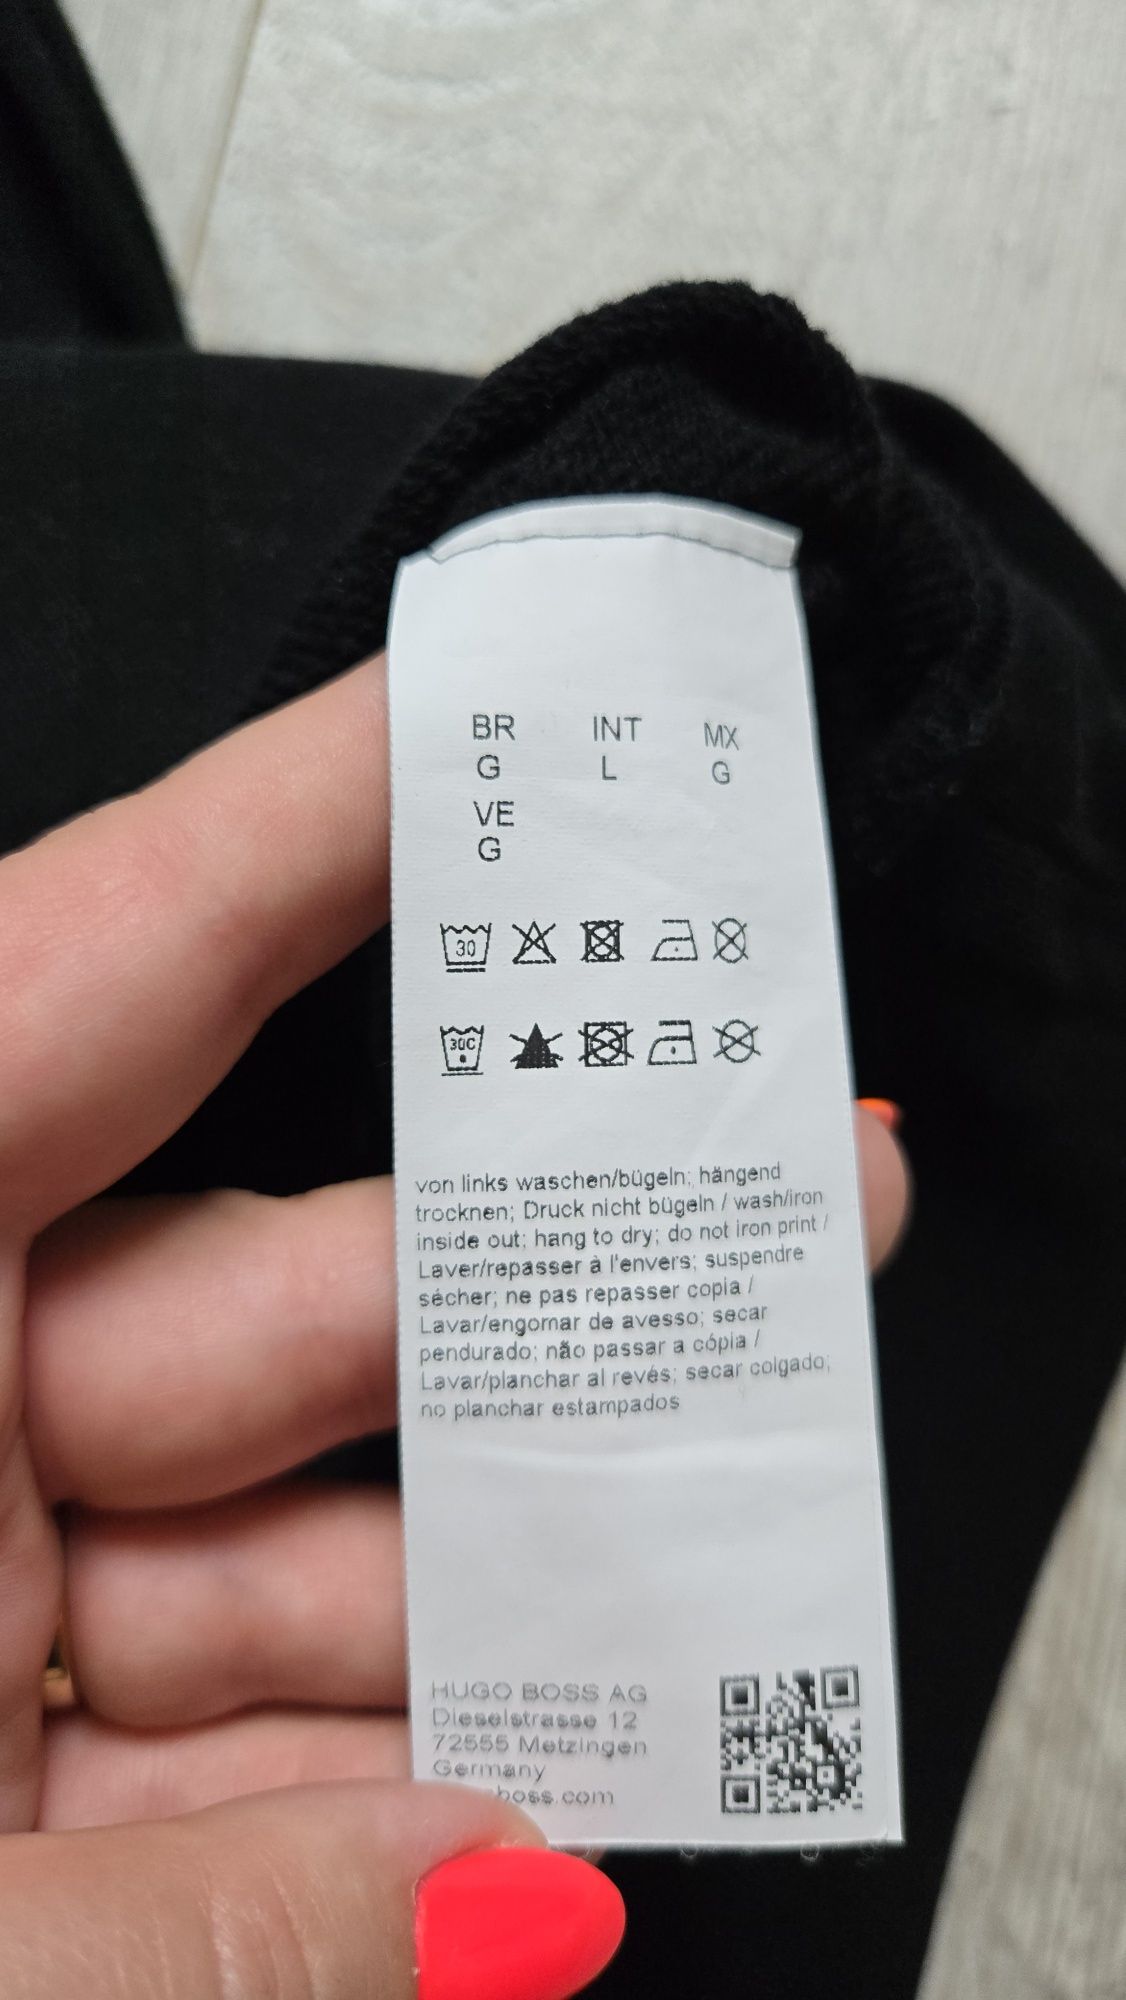 BR INT MX
G L G
VE
G
30
30C
von links waschen/bügeln; hängend
trocknen; Druck nicht bügeln / wash/iron
inside out; hang to dry; do not iron print /
Laver/repasser à l'envers; suspendre
sécher; ne pas repasser copia /
Lavar/engomar de avesso; secar
pendurado; não passar a cópia /
Lavar/planchar al revés; secar colgado;
no planchar estampados
HUGO BOSS AG
Dieselstrasse 12
72555 Metzingen
Germany
boss.com